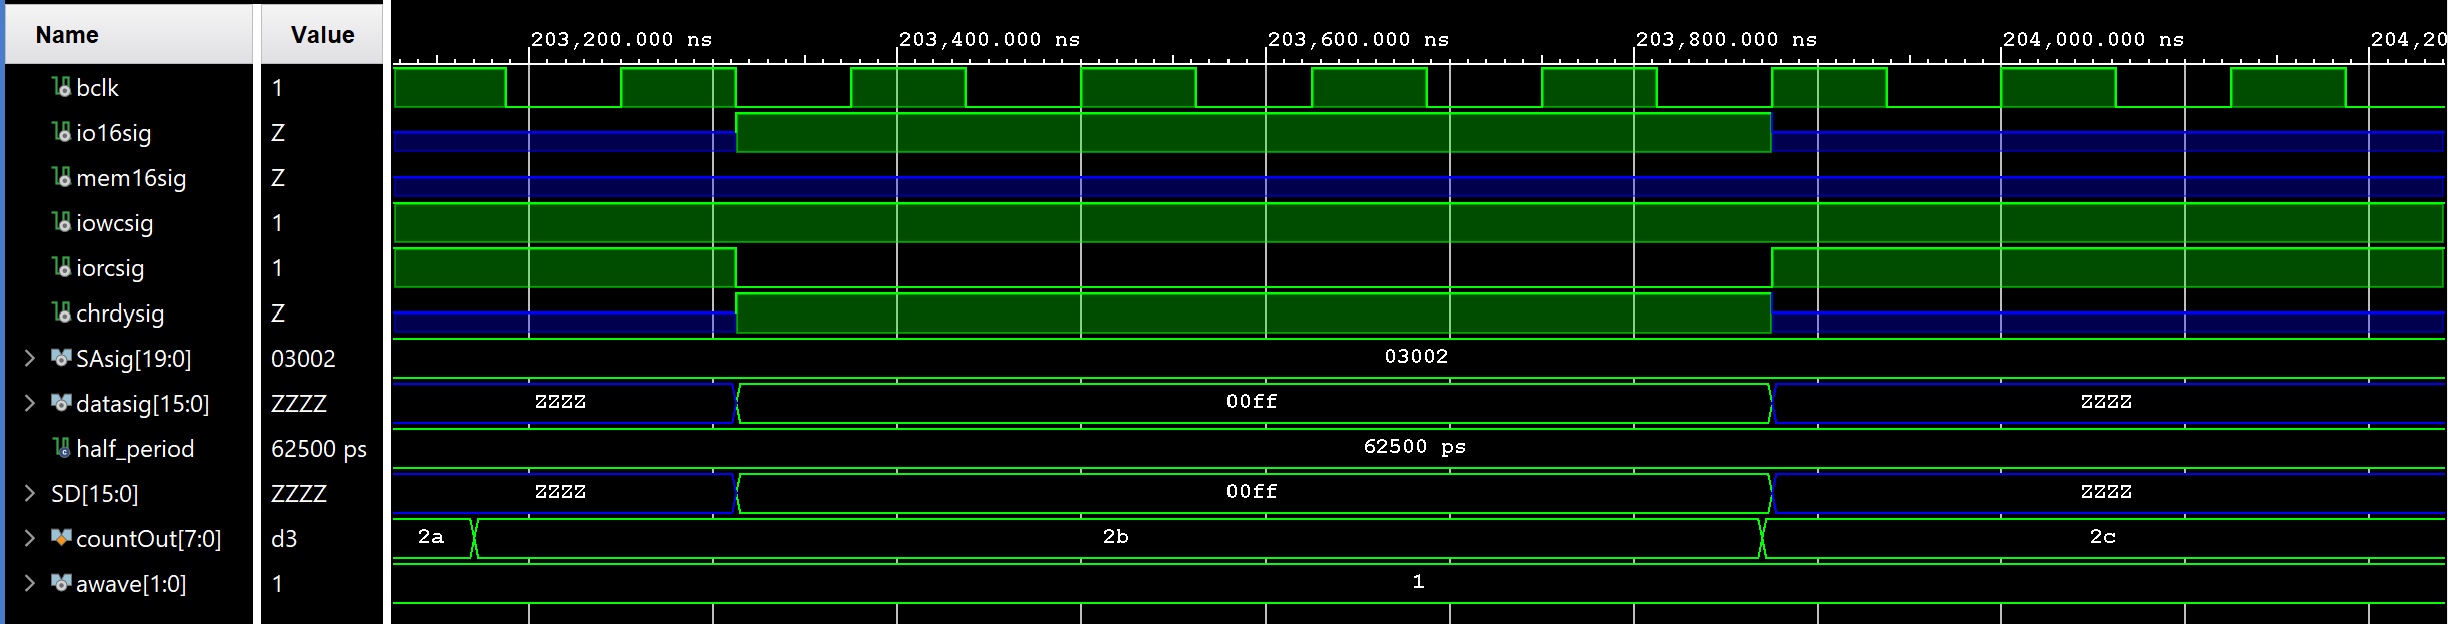 Name Value
203,200.000 ns 203,400.000 ns 203,600.000 ns 203,800.000 ns 204,000.000 ns 204,20
bclk 1
io16sig Z
mem16sig Z
iowcsig 1
iorcsig 1
chrdysig Z
SAsig[19:0] 03002 03002
datasig[15:0] ZZZZ ZZZZ 00ff ZZZZ
half_period 62500 ps 62500 ps
SD[15:0] ZZZZ ZZZZ 00ff ZZZZ
countOut[7:0] d3 2a 2b 2c
awave[1:0] 1 1